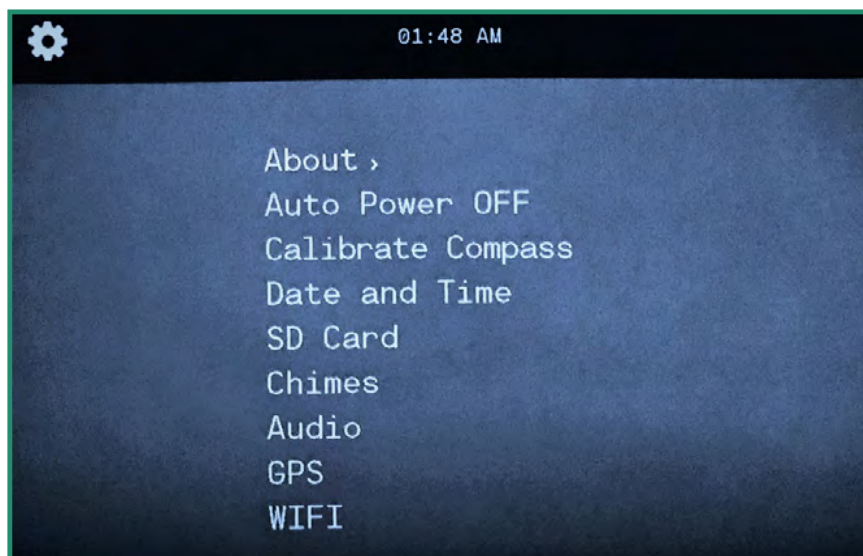 01:48 AM
About ›
Auto Power OFF
Calibrate Compass
Date and Time
SD Card
Chimes
Audio
GPS
WIFI